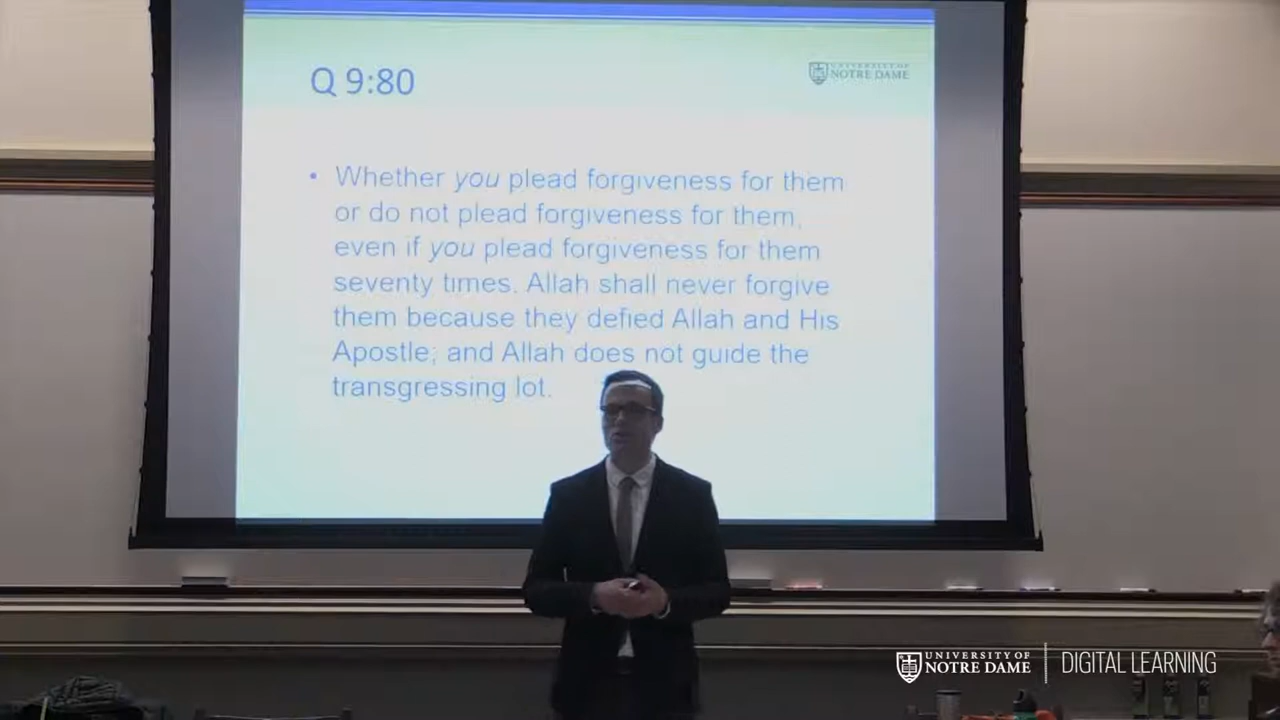 Q 9:80
UNIVERSITY OF
NOTRE DAME
• Whether you plead forgiveness for them
or do not plead forgiveness for them,
even if you plead forgiveness for them
seventy times. Allah shall never forgive
them because they defied Allah and His
Apostle; and Allah does not guide the
transgressing lot.
UNIVERSITY OF
NOTRE DAME
DIGITAL LEARNING